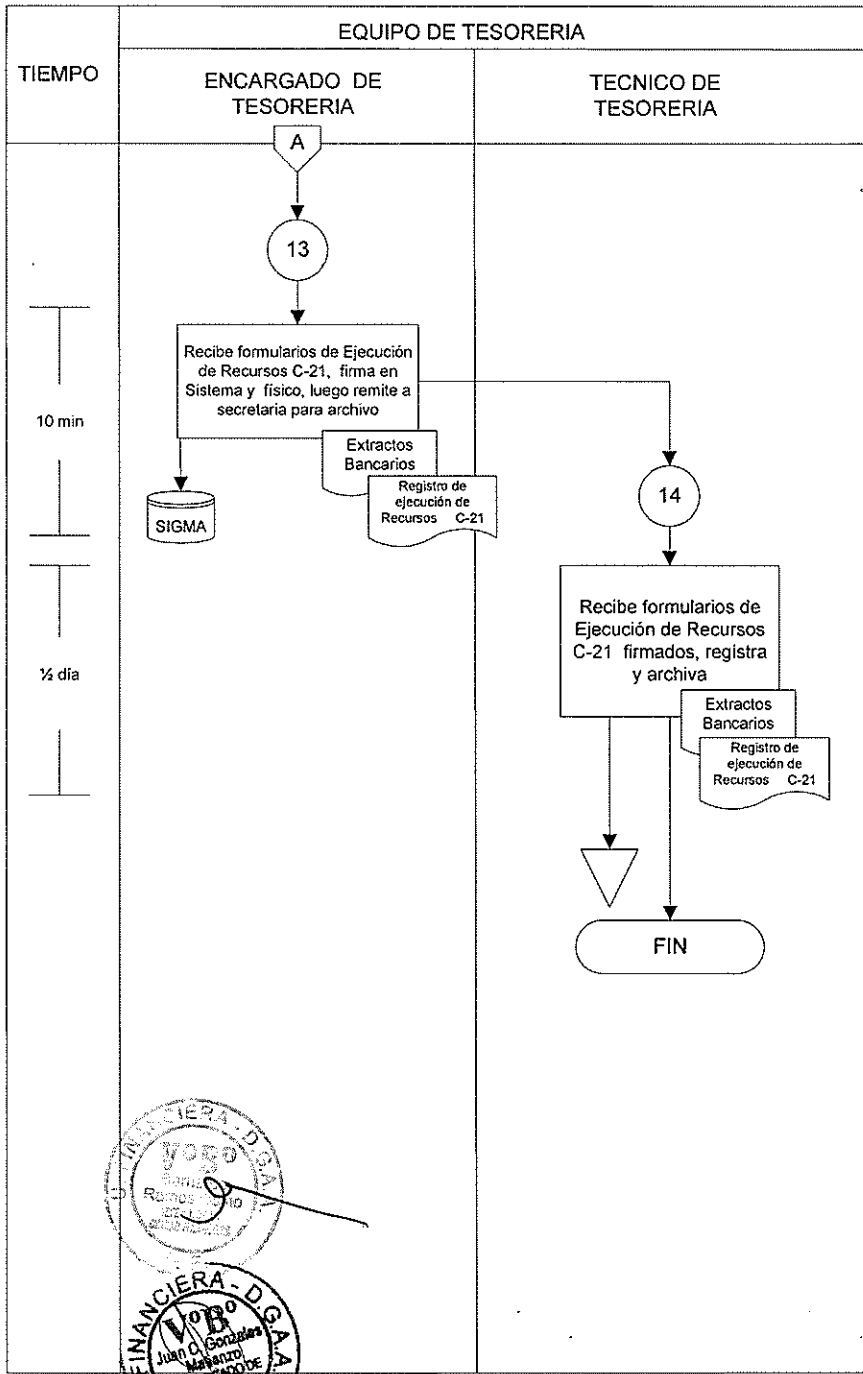 EQUIPO DE TESORERIA
TIEMPO
ENCARGADO DE
TESORERIA
TECNICO DE
TESORERIA
A
13
Recibe formularios de Ejecución
de Recursos C-21, firma en
Sistema y físico, luego remite a
secretaria para archivo
10 min
Extractos
Bancarios
Registro de
ejecución de
Recursos C-21
SIGMA
14
½ día
Recibe formularios de
Ejecución de Recursos
C-21 firmados, registra
y archiva
Extractos
Bancarios
Registro de
ejecución de
Recursos C-21
FIN
FINANCIERA - D.G.A.A.
VºBº
Ramos
FINANCIERA - D.G.A.A.
VºBº
Juan C. Gonzales